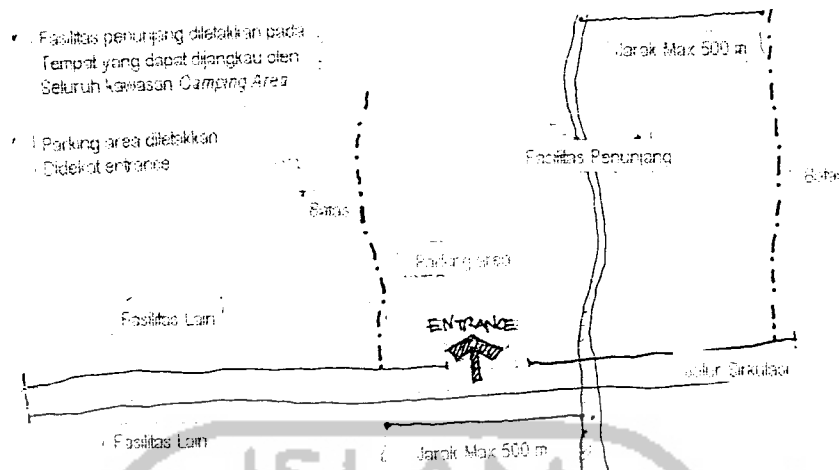 Fasilitas penunjang diletakkan pada
Tempat yang dapat dijangkau oleh
Seluruh kawasan Camping Area
Parking area diletakkan
Didekat entrance
Jarak Max 500 m
Fasilitas Penunjang
Batas
Batas
Parking area
Fasilitas Lain
ENTRANCE
Jalur Sirkulasi
Fasilitas Lain
Jarak Max 500 m
ISLAM